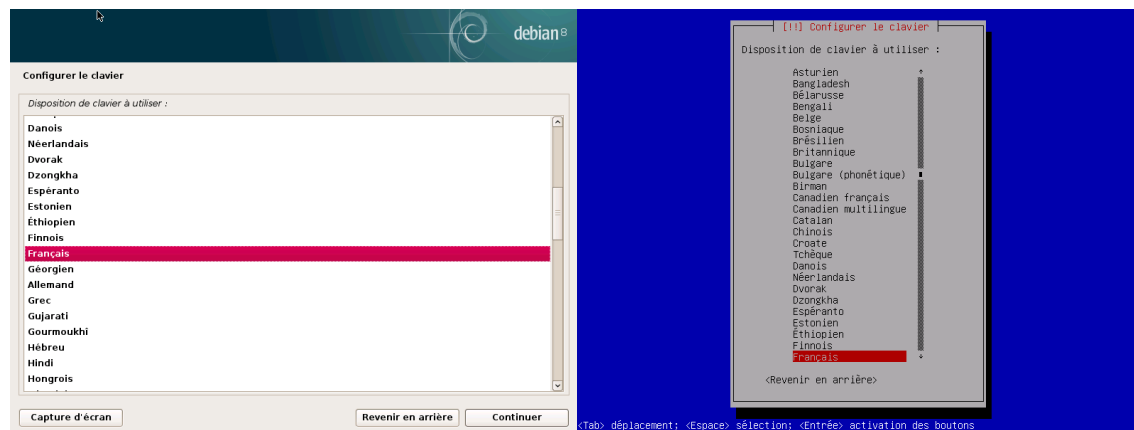 debian 8
Configurer le clavier
Disposition de clavier à utiliser :
Danois
Néerlandais
Dvorak
Dzongkha
Espéranto
Estonien
Éthiopien
Finnois
Français
Géorgien
Allemand
Grec
Gujarati
Gourmoukhi
Hébreu
Hindi
Hongrois
Capture d'écran
Revenir en arrière
Continuer
[!!] Configurer le clavier
Disposition de clavier à utiliser :
Asturien
Bangladesh
Bélarusse
Bengali
Belge
Bosniaque
Brésilien
Britannique
Bulgare
Bulgare (phonétique)
Birman
Canadien français
Canadien multilingue
Catalan
Chinois
Croate
Tchèque
Danois
Néerlandais
Dvorak
Dzongkha
Espéranto
Estonien
Éthiopien
Finnois
Français
<Revenir en arrière>
<Tab> déplacement; <Espace> sélection; <Entrée> activation des boutons